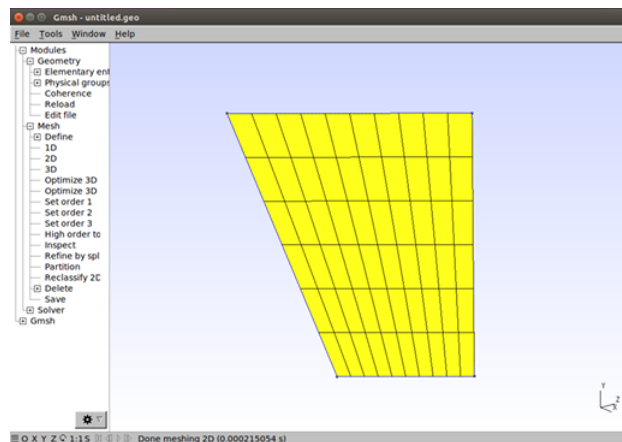 Gmsh - untitled.geo
File Tools Window Help
Modules
Geometry
Elementary ent
Physical groups
Coherence
Reload
Edit file
Mesh
Define
1D
2D
3D
Optimize 3D
Optimize 3D
Set order 1
Set order 2
Set order 3
High order to
Inspect
Refine by spl
Partition
Reclassify 2D
Delete
Save
Solver
Gmsh
Y
Z
X
O X Y Z 1:1 S Done meshing 2D (0.000215054 s)